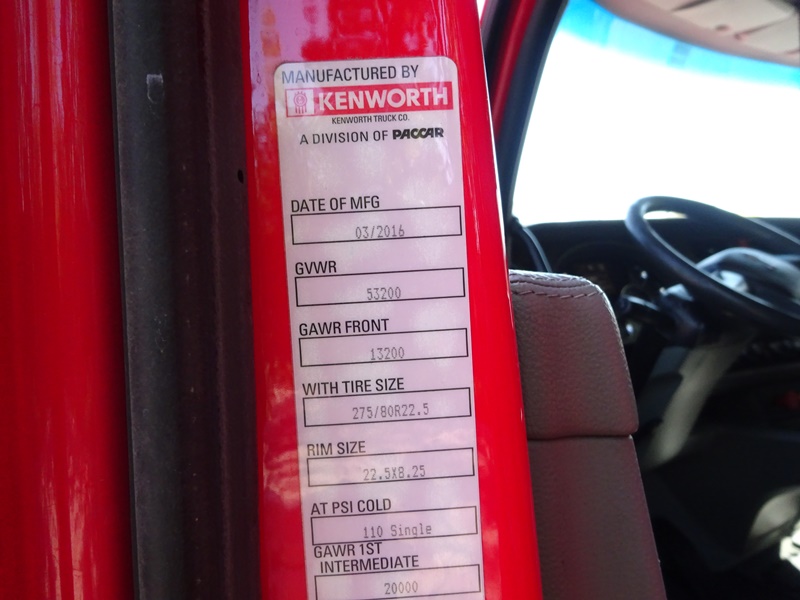 MANUFACTURED BY
KENWORTH
KENWORTH TRUCK CO.
A DIVISION OF PACCAR
DATE OF MFG
03/2016
GVWR
53200
GAWR FRONT
13200
WITH TIRE SIZE
275/80R22.5
RIM SIZE
22.5X8.25
AT PSI COLD
110 Single
GAWR 1ST
INTERMEDIATE
20000